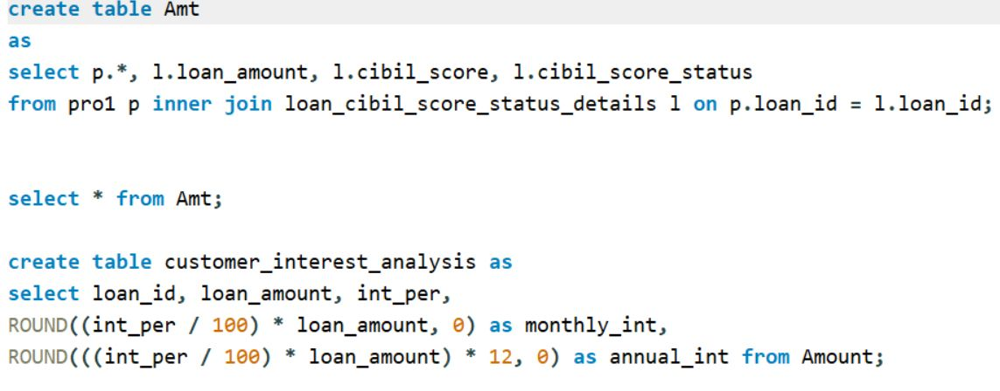 create table Amt
as
select p.*, l.loan_amount, l.cibil_score, l.cibil_score_status
from pro1 p inner join loan_cibil_score_status_details l on p.loan_id = l.loan_id;
select * from Amt;
create table customer_interest_analysis as
select loan_id, loan_amount, int_per,
ROUND((int_per / 100) * loan_amount, 0) as monthly_int,
ROUND(((int_per / 100) * loan_amount) * 12, 0) as annual_int from Amount;